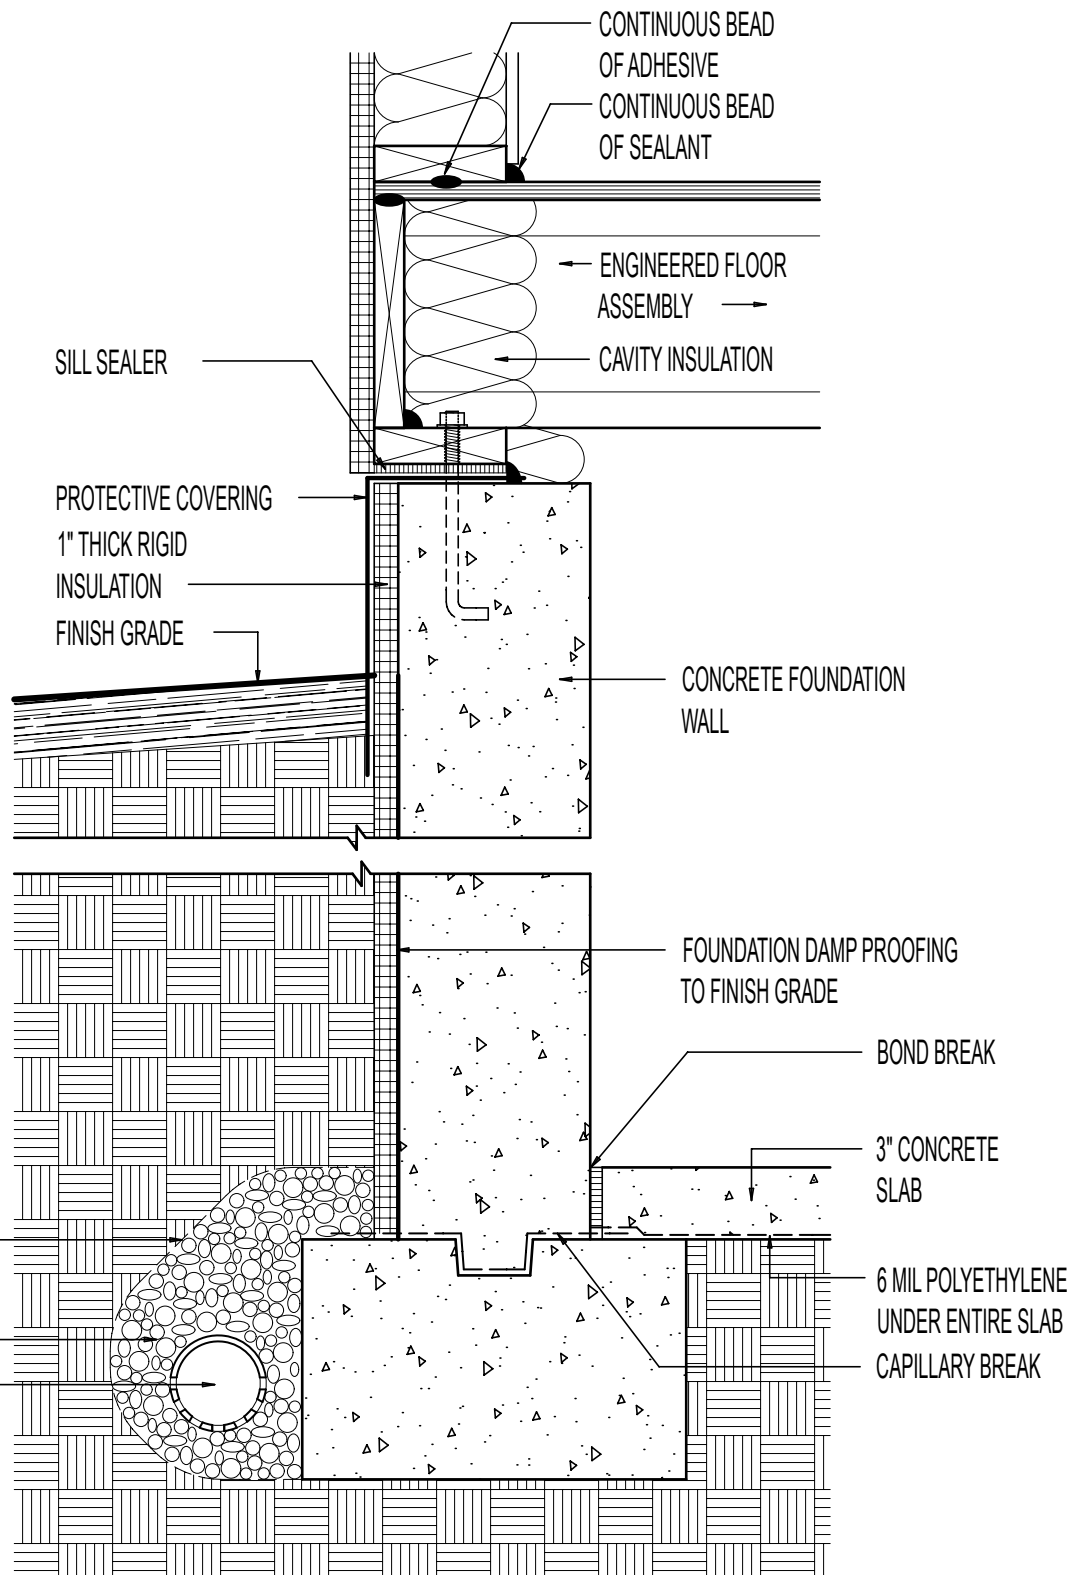 CONTINUOUS BEAD
OF ADHESIVE
CONTINUOUS BEAD
OF SEALANT
ENGINEERED FLOOR
ASSEMBLY
CAVITY INSULATION
SILL SEALER
PROTECTIVE COVERING
1" THICK RIGID
INSULATION
FINISH GRADE
CONCRETE FOUNDATION
WALL
FOUNDATION DAMP PROOFING
TO FINISH GRADE
BOND BREAK
3" CONCRETE
SLAB
6 MIL POLYETHYLENE
UNDER ENTIRE SLAB
CAPILLARY BREAK